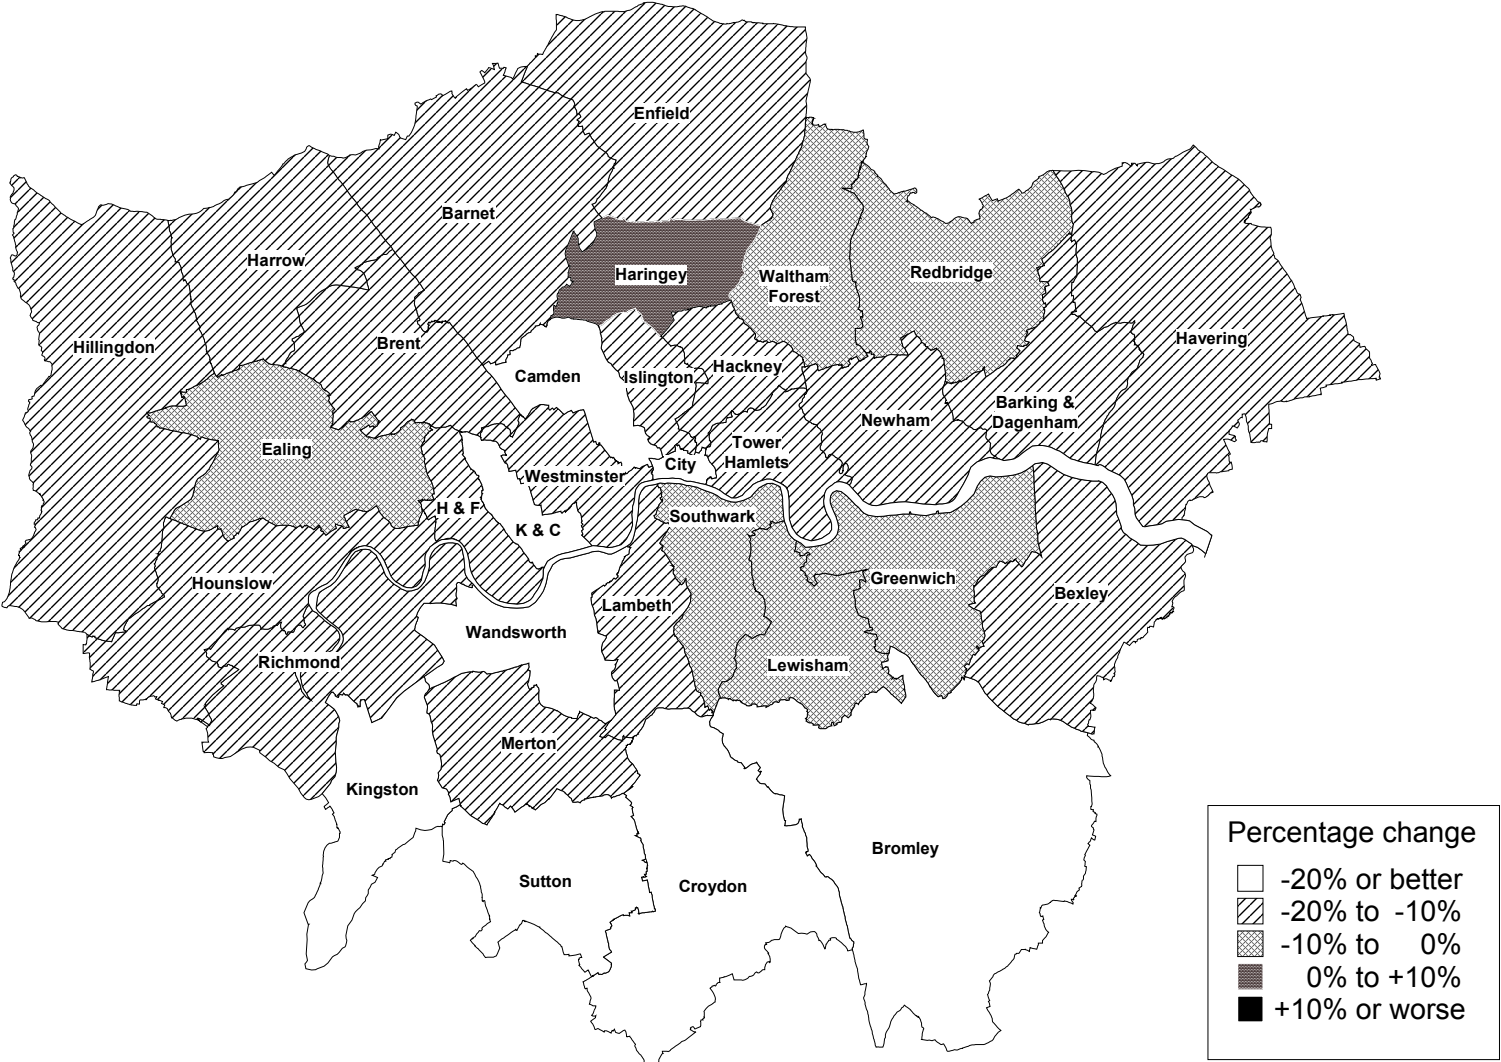 Enfield
Barnet
Harrow
Haringey
Waltham
Forest
Redbridge
Hillingdon
Brent
Havering
Camden
Islington
Hackney
Barking &
Dagenham
Newham
Ealing
Tower
Hamlets
City
Westminster
H & F
K & C
Southwark
Hounslow
Greenwich
Bexley
Lambeth
Wandsworth
Richmond
Lewisham
Merton
Kingston
Bromley
Sutton
Croydon
Percentage change
-20% or better
-20% to -10%
-10% to 0%
0% to +10%
+10% or worse